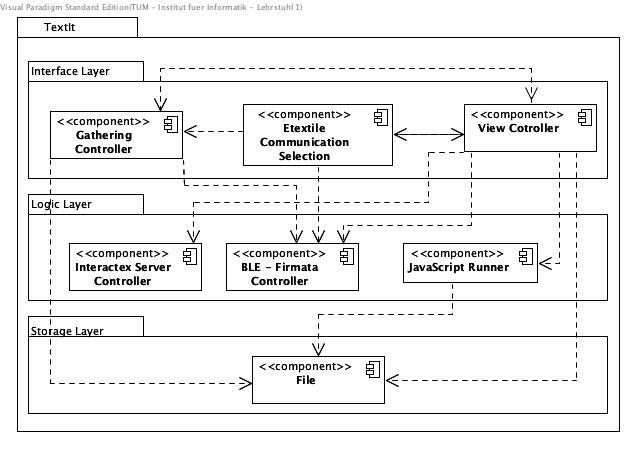 Visual Paradigm Standard Edition(TUM - Institut fuer Informatik - Lehrstuhl 1)
TextIt
Interface Layer
<<component>>
Gathering
Controller
<<component>>
Etextile
Communication
Selection
<<component>>
View Cotroller
Logic Layer
<<component>>
Interactex Server
Controller
<<component>>
BLE - Firmata
Controller
<<component>>
JavaScript Runner
Storage Layer
<<component>>
File